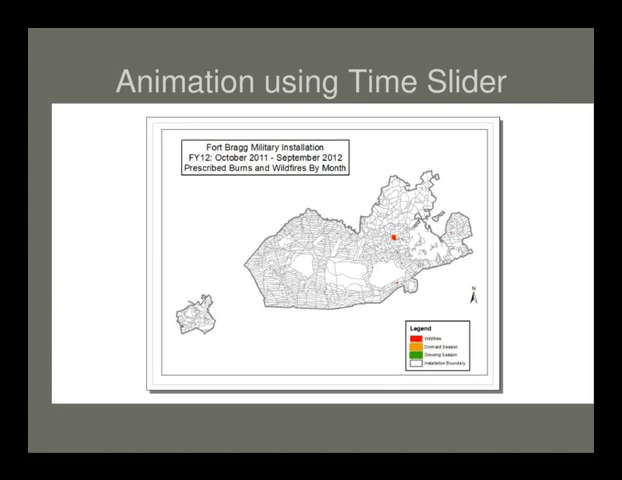 Animation using Time Slider
Fort Bragg Military Installation
FY12: October 2011 - September 2012
Prescribed Burns and Wildfires By Month
N
Legend
Wildfires
Dormant Season
Growing Season
Installation Boundary